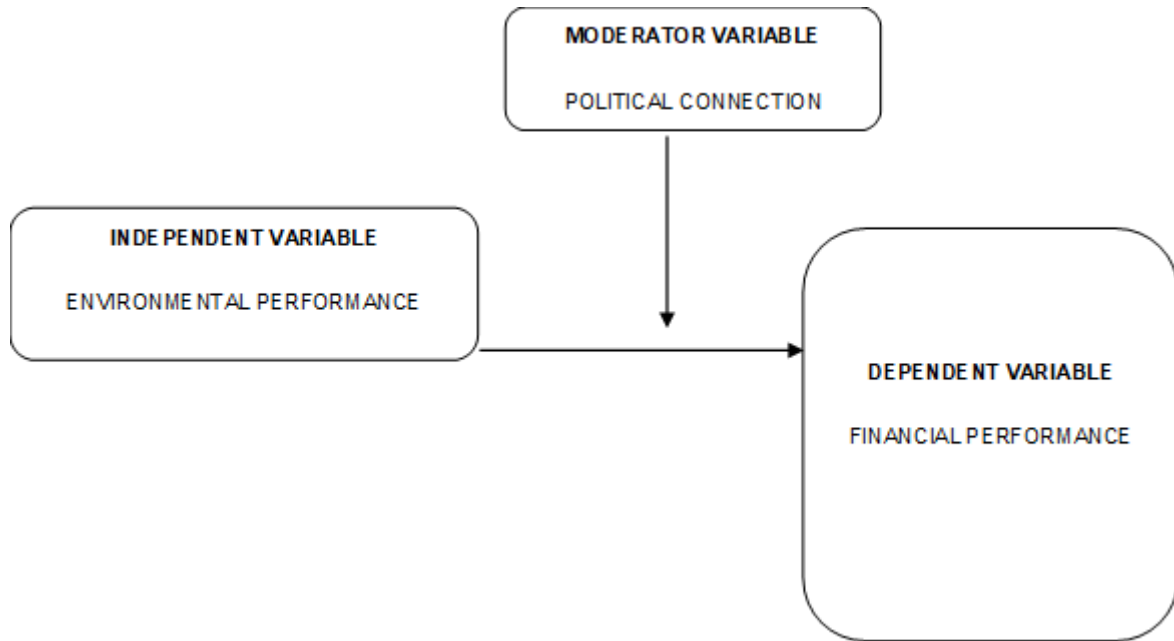 MODERATOR VARIABLE
POLITICAL CONNECTION
INDEPENDENT VARIABLE
ENVIRONMENTAL PERFORMANCE
DEPENDENT VARIABLE
FINANCIAL PERFORMANCE